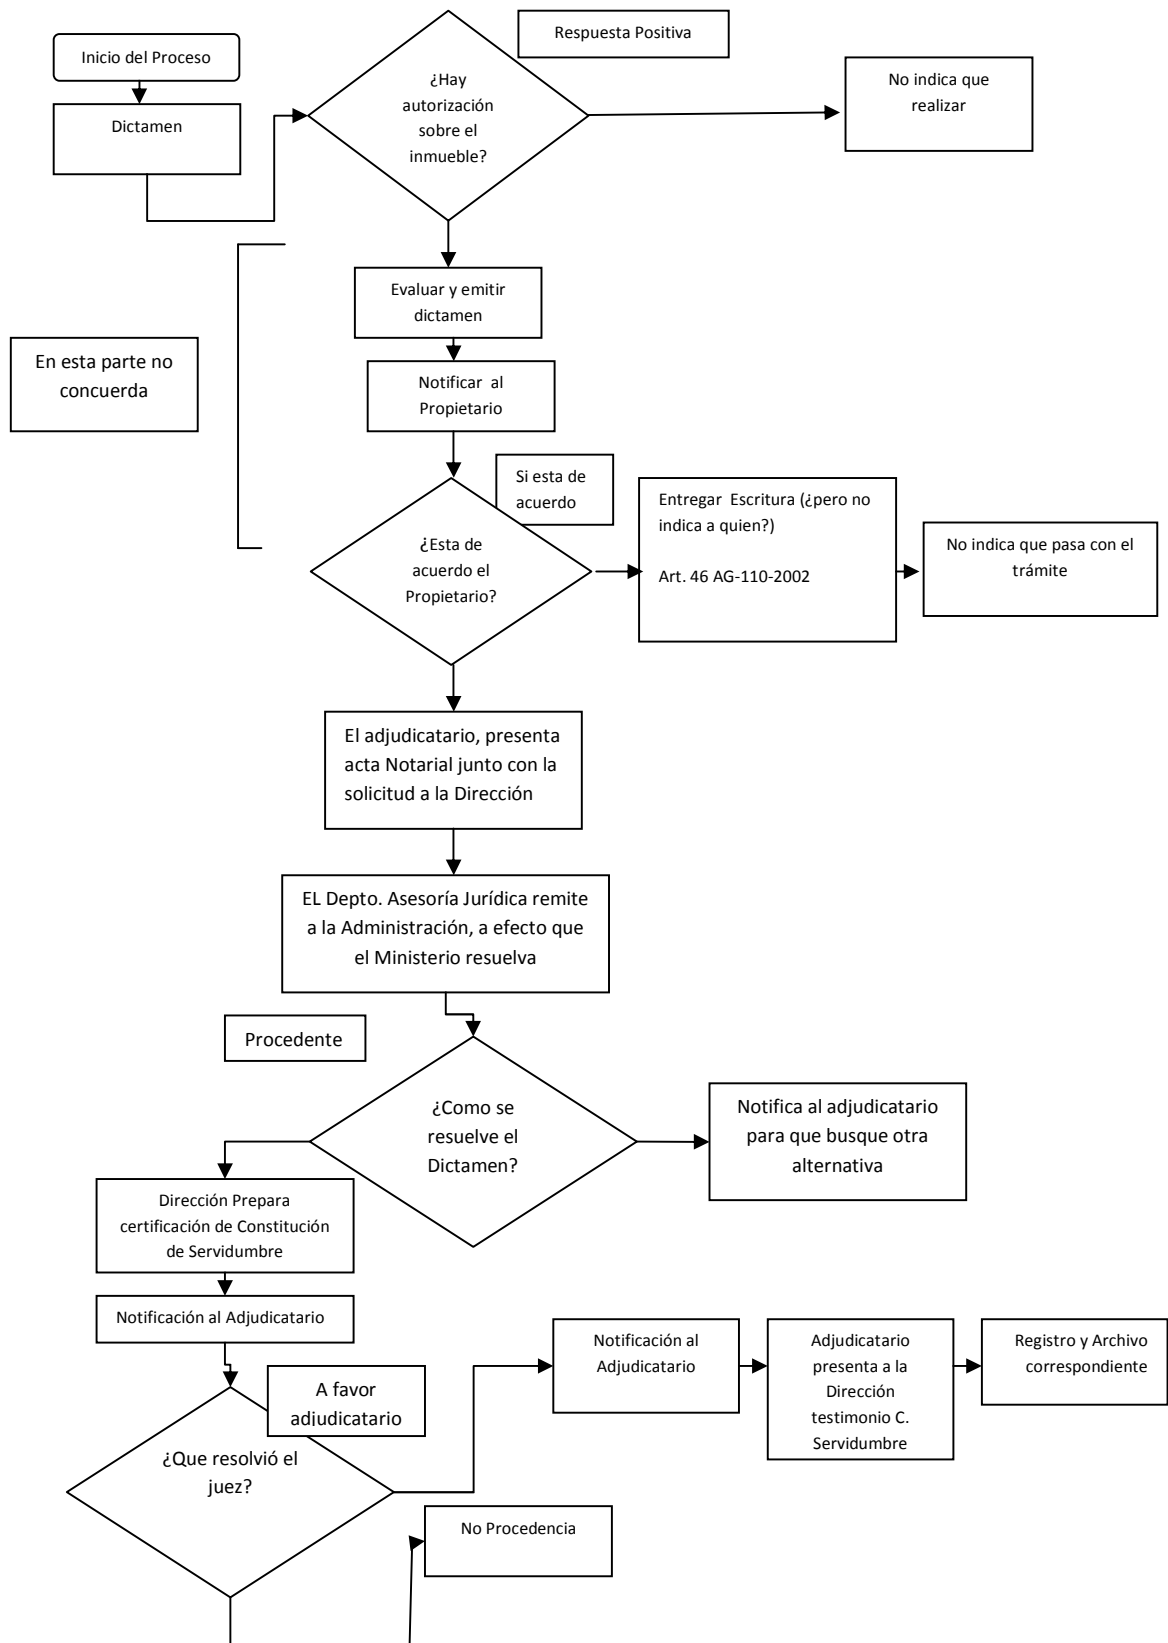 Inicio del Proceso
Dictamen
¿Hay
autorización
sobre el
inmueble?
Respuesta Positiva
No indica que
realizar
Evaluar y emitir
dictamen
En esta parte no
concuerda
Notificar al
Propietario
Si esta de
acuerdo
¿Esta de
acuerdo el
Propietario?
Entregar Escritura (¿pero no
indica a quien?)
Art. 46 AG-110-2002
No indica que pasa con el
trámite
El adjudicatario, presenta
acta Notarial junto con la
solicitud a la Dirección
EL Depto. Asesoría Jurídica remite
a la Administración, a efecto que
el Ministerio resuelva
Procedente
¿Como se
resuelve el
Dictamen?
Notifica al adjudicatario
para que busque otra
alternativa
Dirección Prepara
certificación de Constitución
de Servidumbre
Notificación al Adjudicatario
A favor
adjudicatario
¿Que resolvió el
juez?
Notificación al
Adjudicatario
Adjudicatario
presenta a la
Dirección
testimonio C.
Servidumbre
Registro y Archivo
correspondiente
No Procedencia